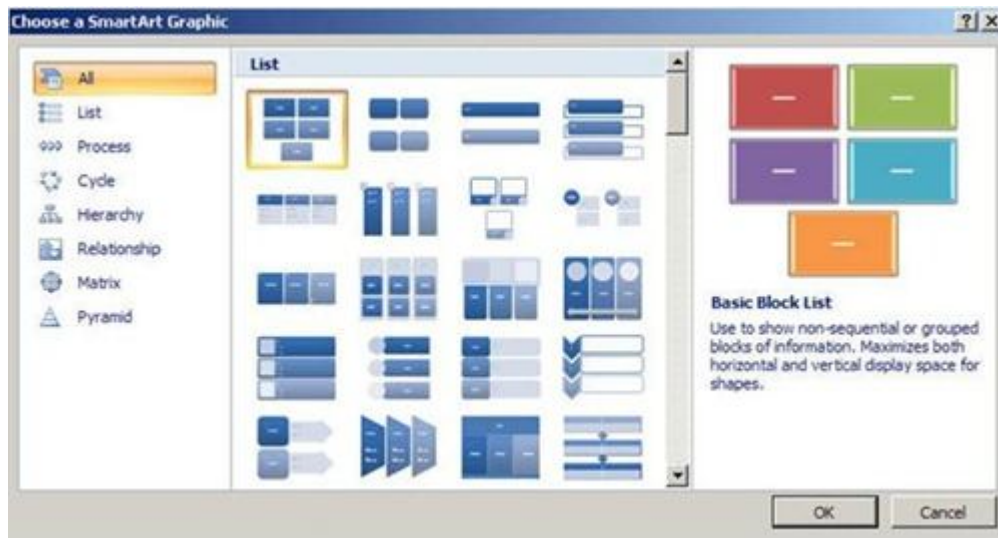 Choose a SmartArt Graphic
All
List
Process
Cycle
Hierarchy
Relationship
Matrix
Pyramid
List
Basic Block List
Use to show non-sequential or grouped
blocks of information. Maximizes both
horizontal and vertical display space for
shapes.
OK
Cancel